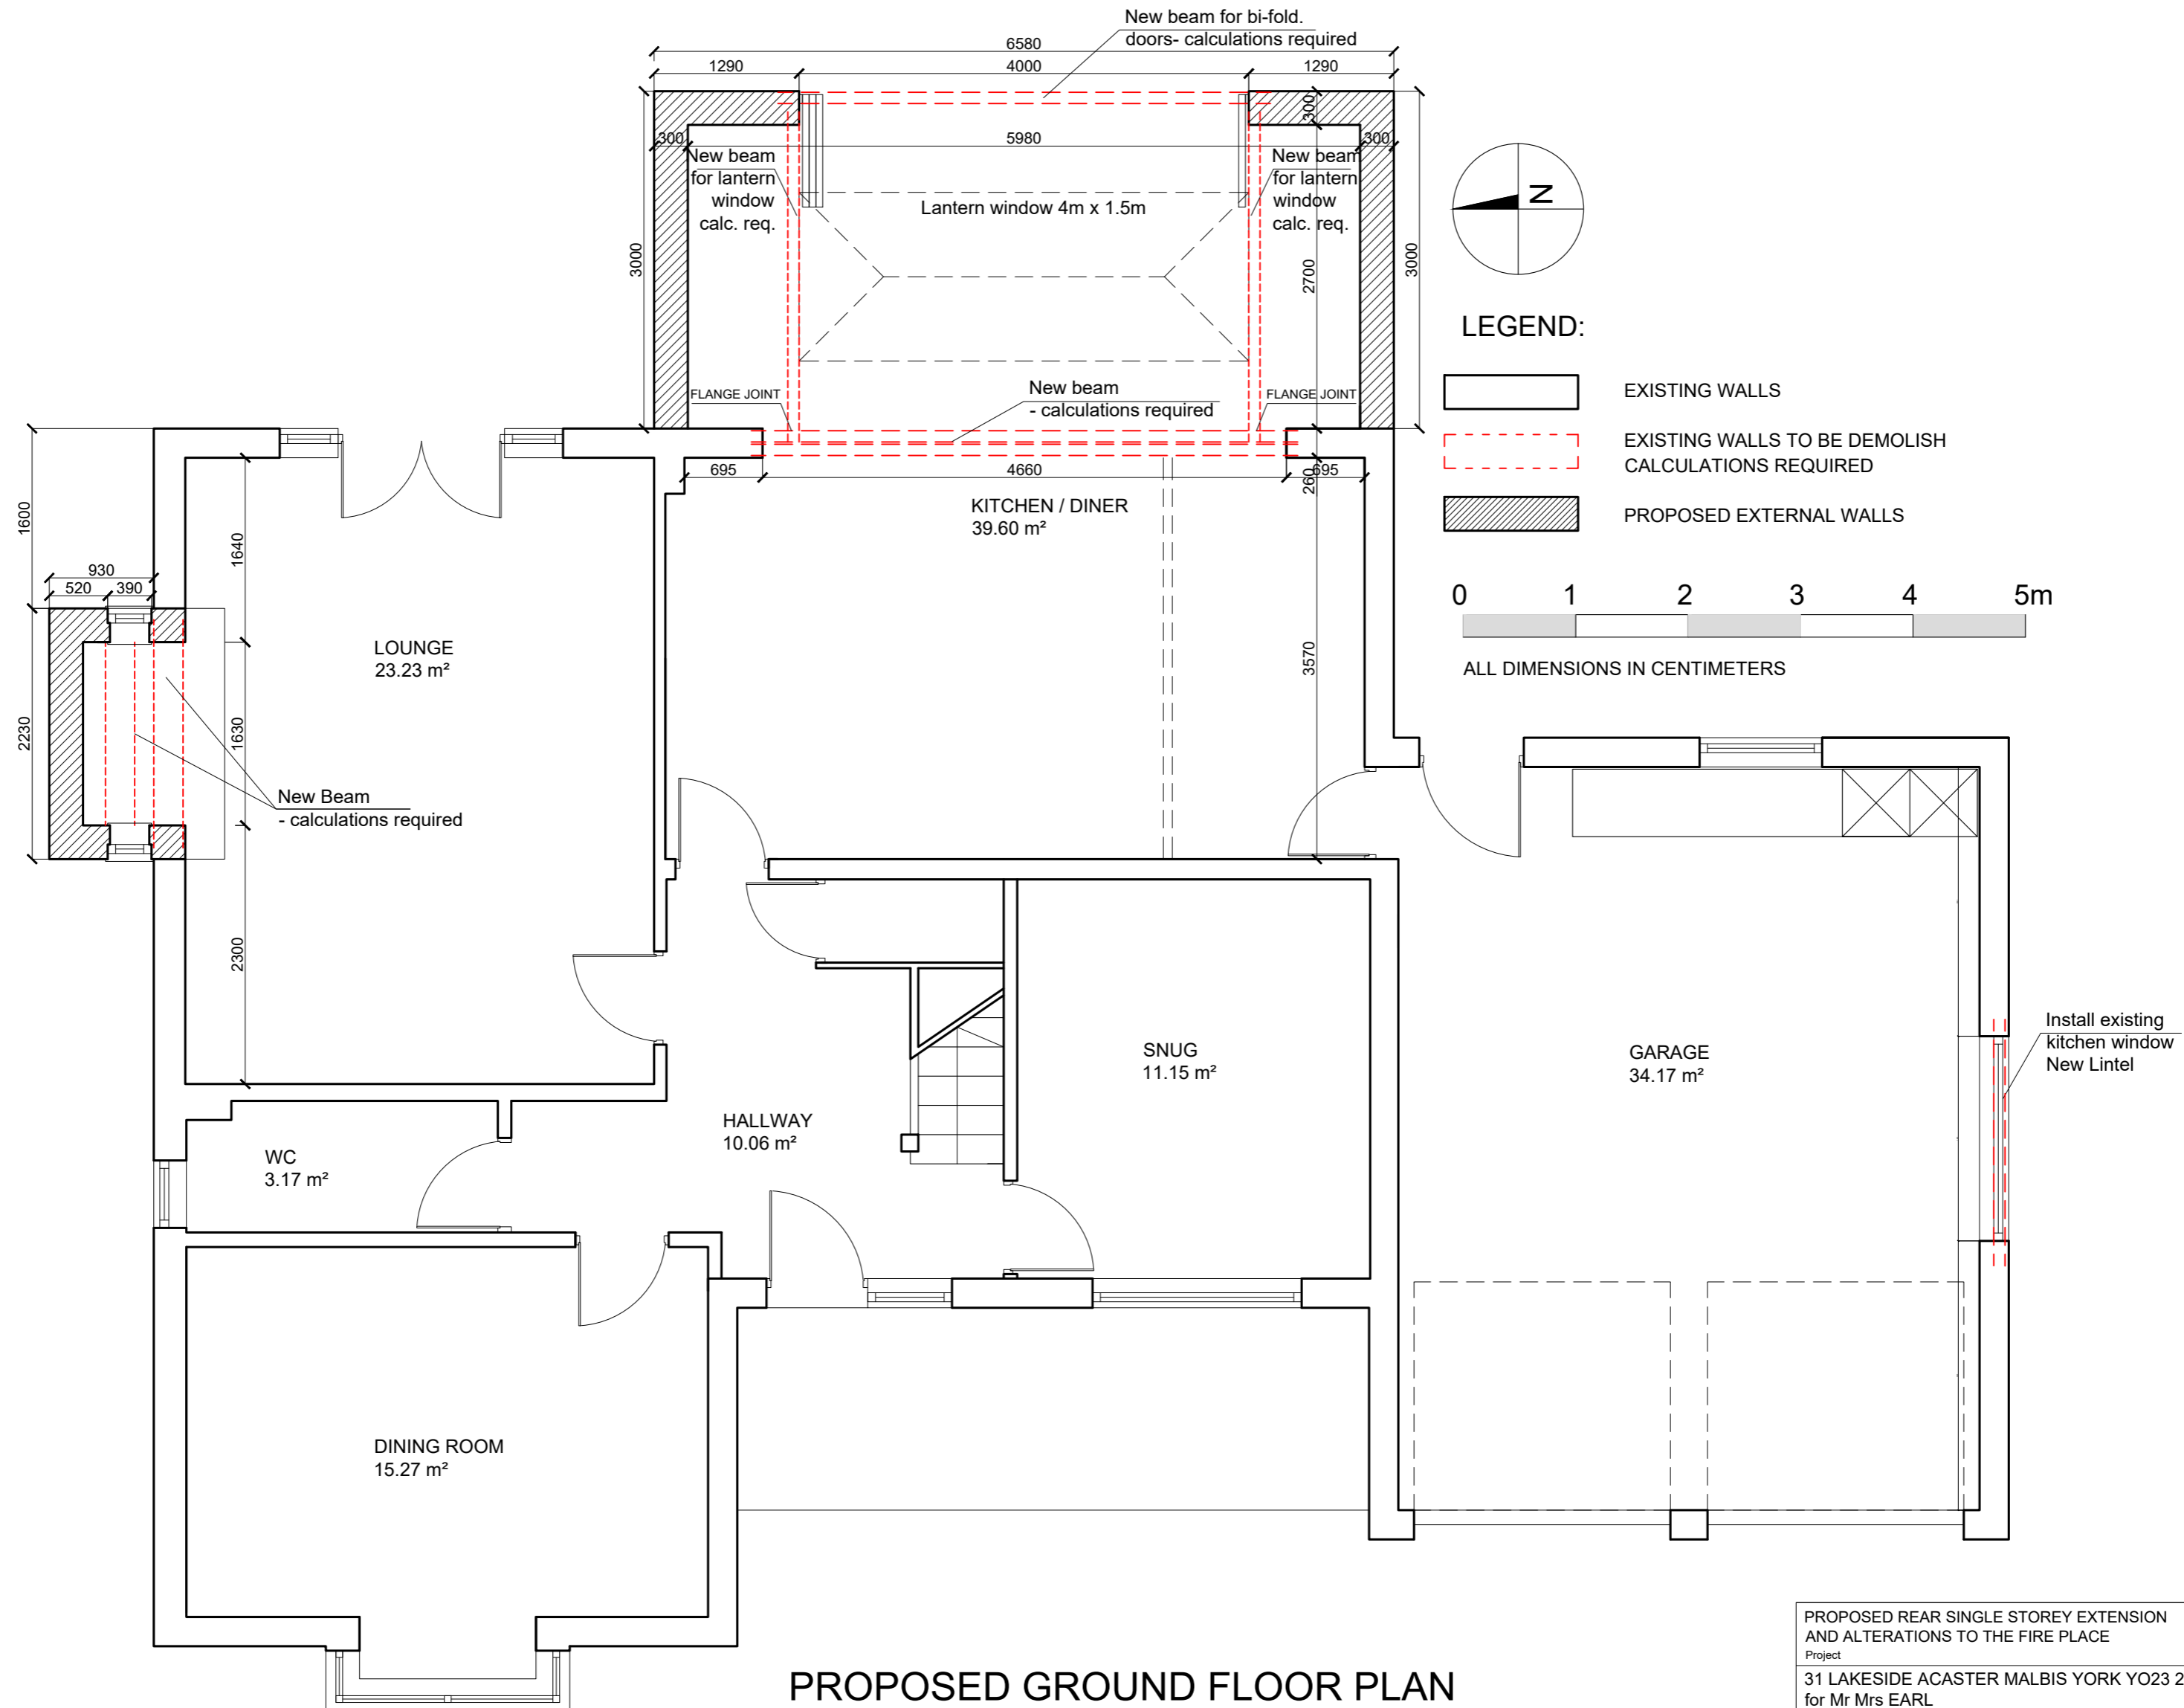 New beam for bi-fold.
doors- calculations required
6580
1290
4000
1290
300
300
5980
300
New beam
for lantern
window
calc. req.
Lantern window 4m x 1.5m
New beam
for lantern
window
calc. req.
3000
2700
3000
N
LEGEND:
EXISTING WALLS
EXISTING WALLS TO BE DEMOLISH
CALCULATIONS REQUIRED
PROPOSED EXTERNAL WALLS
0 1 2 3 4 5m
ALL DIMENSIONS IN CENTIMETERS
FLANGE JOINT
New beam
- calculations required
FLANGE JOINT
695
4660
695
260
KITCHEN / DINER
39.60 m²
3570
1600
1640
930
520
390
LOUNGE
23.23 m²
2230
1630
New Beam
- calculations required
2300
SNUG
11.15 m²
GARAGE
34.17 m²
Install existing
kitchen window
New Lintel
HALLWAY
10.06 m²
WC
3.17 m²
DINING ROOM
15.27 m²
PROPOSED GROUND FLOOR PLAN
PROPOSED REAR SINGLE STOREY EXTENSION
AND ALTERATIONS TO THE FIRE PLACE
Project
31 LAKESIDE ACASTER MALBIS YORK YO23 2
for Mr Mrs EARL